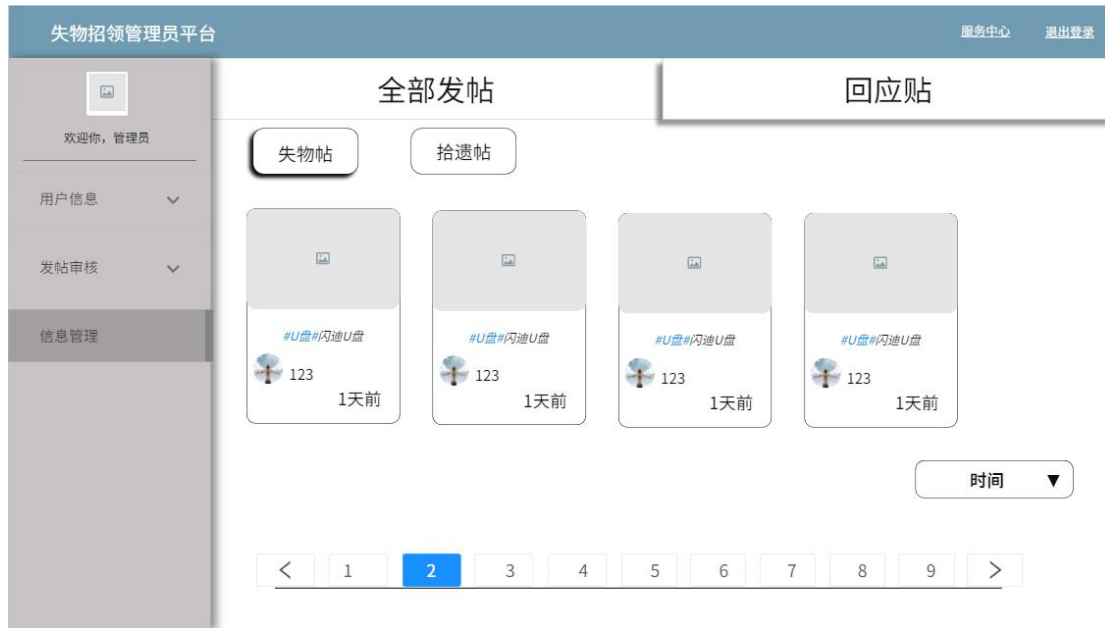 失物招领管理员平台
服务中心 退出登录
欢迎你，管理员
用户信息
发帖审核
信息管理
全部发帖 回应贴
失物帖 拾遗帖
#U盘#闪迪U盘 #U盘#闪迪U盘 #U盘#闪迪U盘 #U盘#闪迪U盘
123 123 123 123
1天前 1天前 1天前 1天前
时间 ▼
< 1 2 3 4 5 6 7 8 9 >